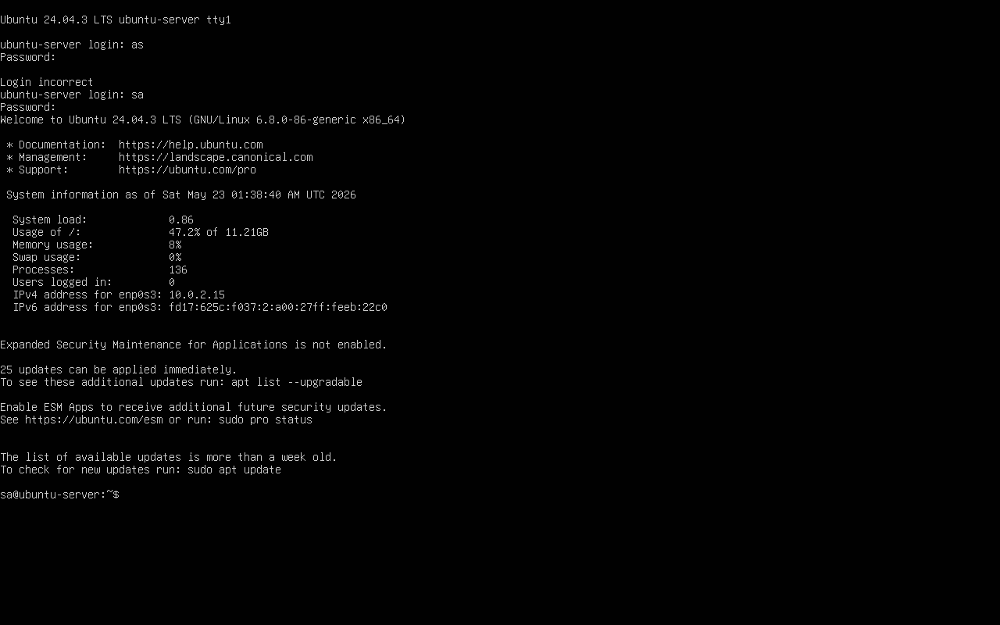 Ubuntu 24.04.3 LTS ubuntu-server tty1
ubuntu-server login: as
Password:
Login incorrect
ubuntu-server login: sa
Password:
Welcome to Ubuntu 24.04.3 LTS (GNU/Linux 6.8.0-86-generic x86_64)
* Documentation:  https://help.ubuntu.com
* Management:     https://landscape.canonical.com
* Support:        https://ubuntu.com/pro
System information as of Sat May 23 01:38:40 AM UTC 2026
System load:             0.86
Usage of /:              47.2% of 11.21GB
Memory usage:            8%
Swap usage:              0%
Processes:               136
Users logged in:         0
IPv4 address for enp0s3: 10.0.2.15
IPv6 address for enp0s3: fd17:625c:f037:2:a00:27ff:feeb:22c0
Expanded Security Maintenance for Applications is not enabled.
25 updates can be applied immediately.
To see these additional updates run: apt list --upgradable
Enable ESM Apps to receive additional future security updates.
See https://ubuntu.com/esm or run: sudo pro status
The list of available updates is more than a week old.
To check for new updates run: sudo apt update
sa@ubuntu-server:~$